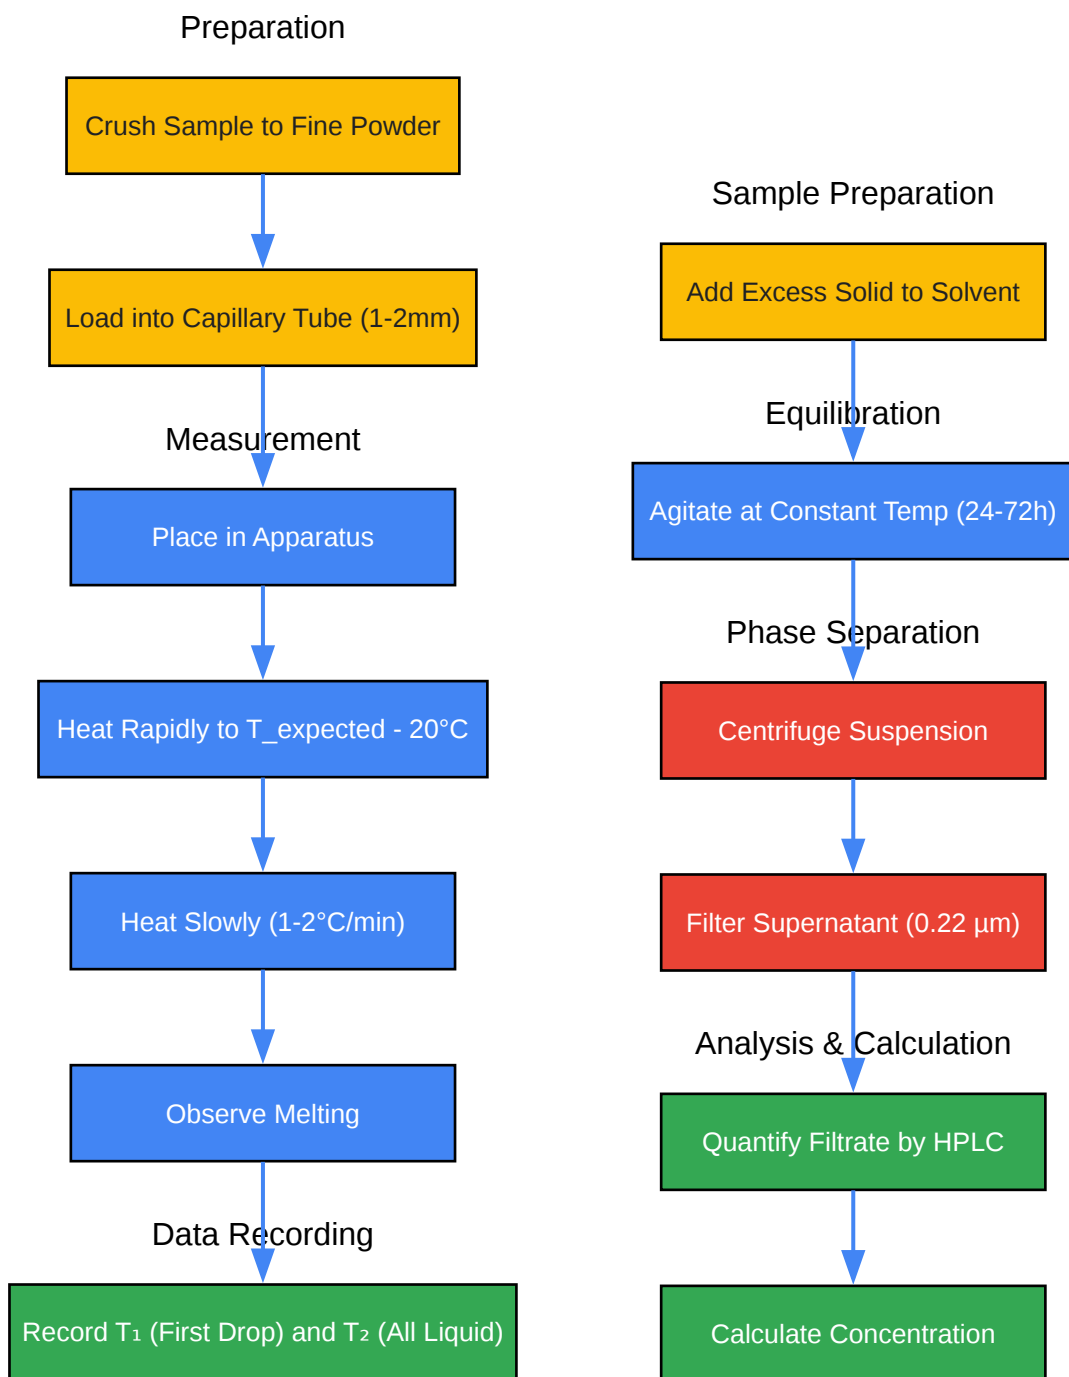 Preparation
Crush Sample to Fine Powder
Load into Capillary Tube (1-2mm)
Measurement
Place in Apparatus
Heat Rapidly to T_expected - 20°C
Heat Slowly (1-2°C/min)
Observe Melting
Data Recording
Record T₁ (First Drop) and T₂ (All Liquid)
Sample Preparation
Add Excess Solid to Solvent
Equilibration
Agitate at Constant Temp (24-72h)
Phase Separation
Centrifuge Suspension
Filter Supernatant (0.22 µm)
Analysis & Calculation
Quantify Filtrate by HPLC
Calculate Concentration